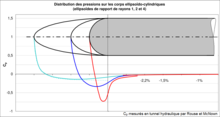 Distribution des pressions sur les corps ellipsoïdo-cylindriques
(ellipsoïdes de rapport de rayons 1, 2 et 4)
1,5
1
0,5
0
-0,5
-1
Cp
-2,2%
-1,5%
-1%
Cp mesurés en tunnel hydraulique par Rouse et McNown